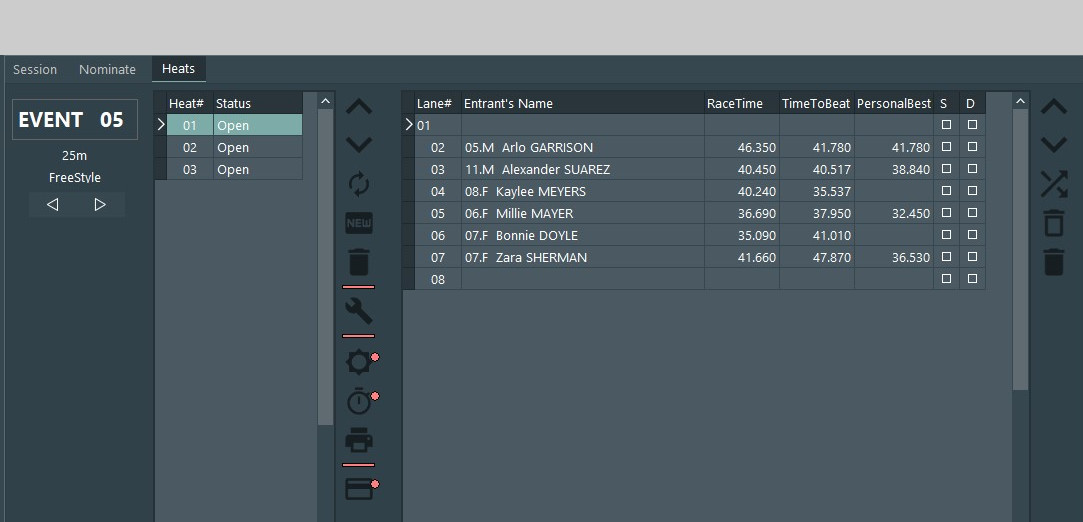 Session Nominate Heats
EVENT 05
25m
FreeStyle
Heat# Status
01 Open
02 Open
03 Open
NEW
Lane# Entrant's Name RaceTime TimeToBeat PersonalBest S D
01
02 05.M Arlo GARRISON 46.350 41.780 41.780
03 11.M Alexander SUAREZ 40.450 40.517 38.840
04 08.F Kaylee MEYERS 40.240 35.537
05 06.F Millie MAYER 36.690 37.950 32.450
06 07.F Bonnie DOYLE 35.090 41.010
07 07.F Zara SHERMAN 41.660 47.870 36.530
08